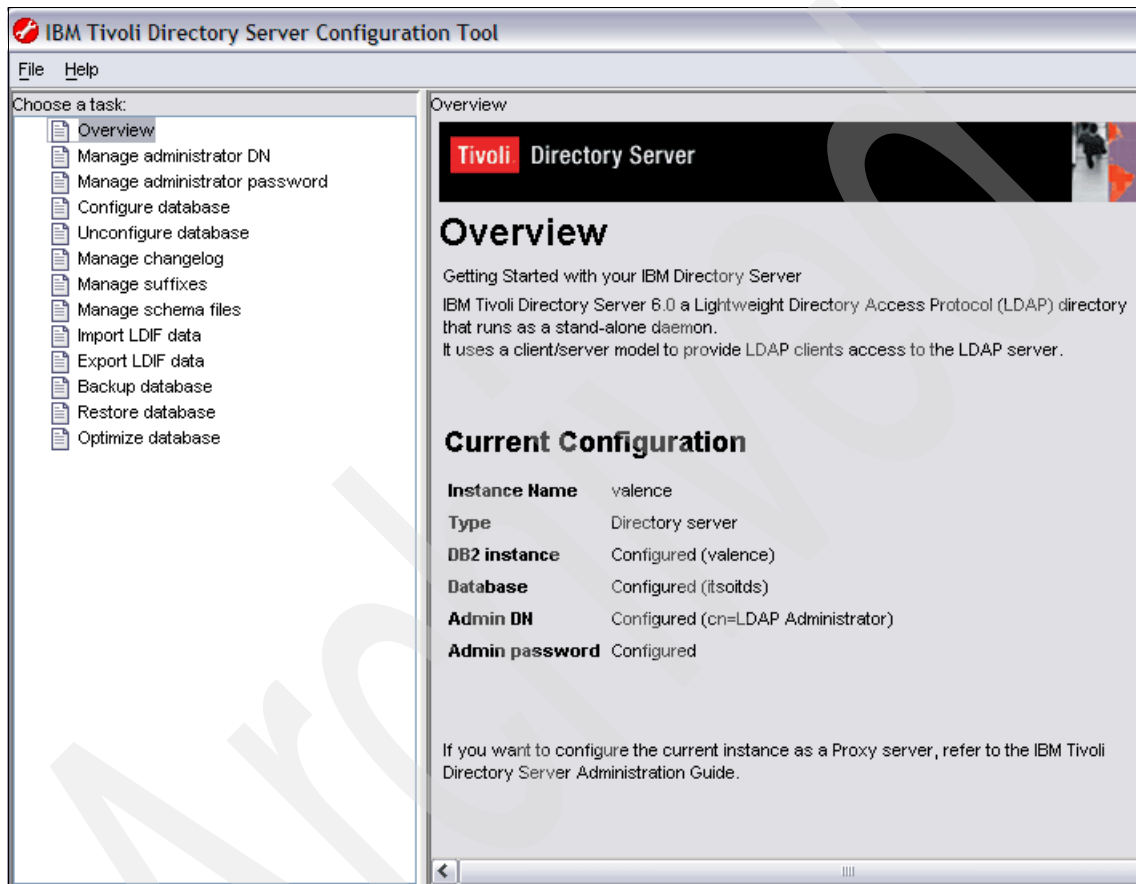 IBM Tivoli Directory Server Configuration Tool
File Help
Choose a task:
Overview
Manage administrator DN
Manage administrator password
Configure database
Unconfigure database
Manage changelog
Manage suffixes
Manage schema files
Import LDIF data
Export LDIF data
Backup database
Restore database
Optimize database
Overview
Tivoli. Directory Server
Overview
Getting Started with your IBM Directory Server
IBM Tivoli Directory Server 6.0 a Lightweight Directory Access Protocol (LDAP) directory
that runs as a stand-alone daemon.
It uses a client/server model to provide LDAP clients access to the LDAP server.
Current Configuration
Instance Name valence
Type Directory server
DB2 instance Configured (valence)
Database Configured (itsoitds)
Admin DN Configured (cn=LDAP Administrator)
Admin password Configured
If you want to configure the current instance as a Proxy server, refer to the IBM Tivoli
Directory Server Administration Guide.
Archived